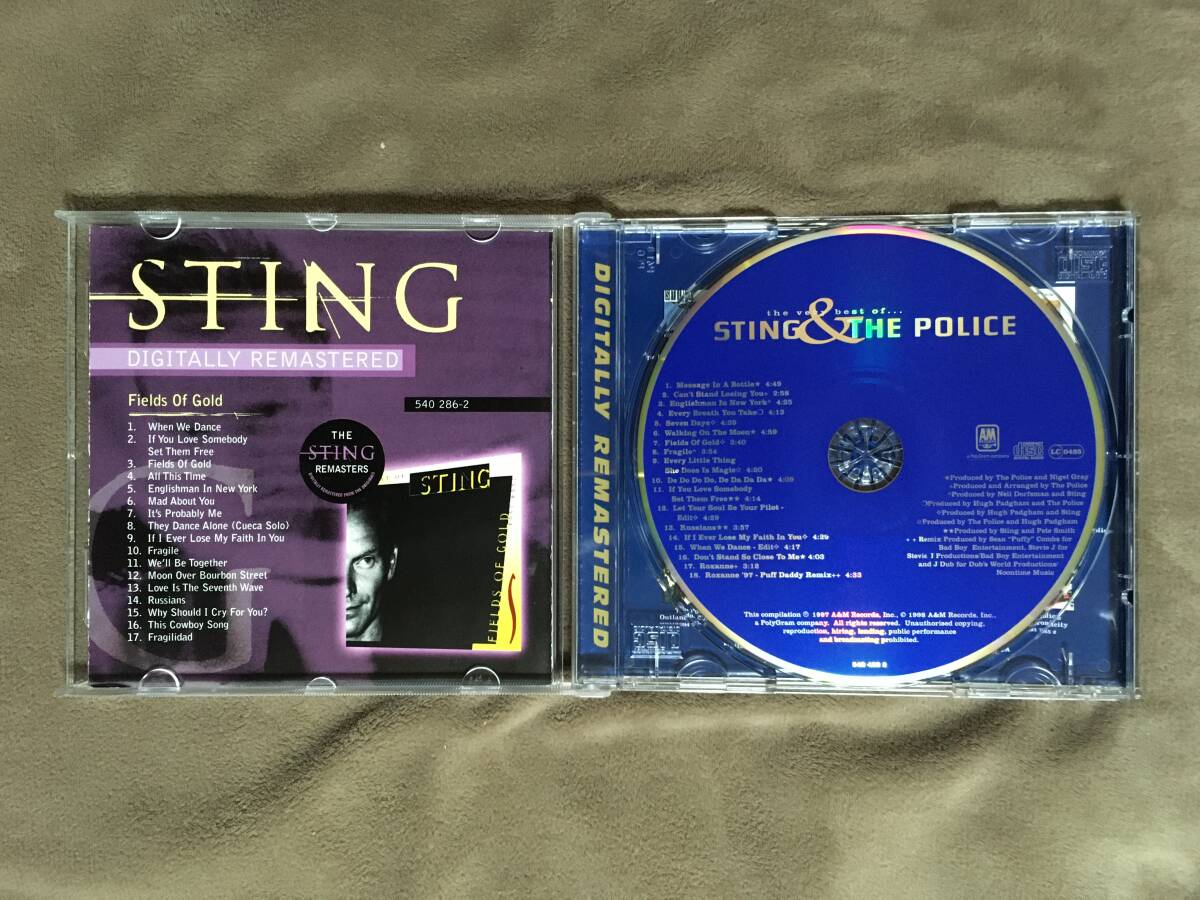 STING
DIGITALLY REMASTERED
Fields Of Gold
540 286-2
1. When We Dance
2. If You Love Somebody
Set Them Free
3. Fields Of Gold
4. All This Time
5. Englishman In New York
6. Mad About You
7. It's Probably Me
8. They Dance Alone (Cueca Solo)
9. If I Ever Lose My Faith In You
10. Fragile
11. We'll Be Together
12. Moon Over Bourbon Street
13. Love Is The Seventh Wave
14. Russians
15. Why Should I Cry For You?
16. This Cowboy Song
17. Fragilidad
THE
STING
REMASTERS
STING
FIELDS OF GOLD
DIGITALLY REMASTERED
the very best of...
STING & THE POLICE
1. Message In A Bottle★ 4:49
2. Can't Stand Losing You+ 2:58
3. Englishman In New York^ 4:25
4. Every Breath You Take❍ 4:13
5. Seven Days◇ 4:39
6. Walking On The Moon★ 4:59
7. Fields Of Gold◇ 3:40
8. Fragile^ 3:54
9. Every Little Thing
She Does Is Magic○ 4:20
10. De Do Do Do, De Da Da Da★ 4:09
11. If You Love Somebody
Set Them Free★★ 4:14
12. Let Your Soul Be Your Pilot -
Edit◇ 4:29
13. Russians★★ 3:57
14. If I Ever Lose My Faith In You◇ 4:29
15. When We Dance - Edit◇ 4:17
16. Don't Stand So Close To Me★ 4:03
17. Roxanne+ 3:12
18. Roxanne '97 - Puff Daddy Remix++ 4:33
A&M
a PolyGram company
LC 0485
★Produced by The Police and Nigel Gray
+Produced and Arranged by The Police
^Produced by Neil Dorfsman and Sting
❍Produced by Hugh Padgham and The Police
◇Produced by Hugh Padgham and Sting
○Produced by The Police and Hugh Padgham
★★Produced by Sting and Pete Smith
++ Remix Produced by Sean "Puffy" Combs for
Bad Boy Entertainment, Stevie J for
Stevie J Productions/Bad Boy Entertainment
and J Dub for Dub's World Productions/
Noontime Music
This compilation ℗ 1997 A&M Records, Inc., © 1998 A&M Records, Inc.,
a PolyGram company. All rights reserved. Unauthorised copying,
reproduction, hiring, lending, public performance
and broadcasting prohibited.